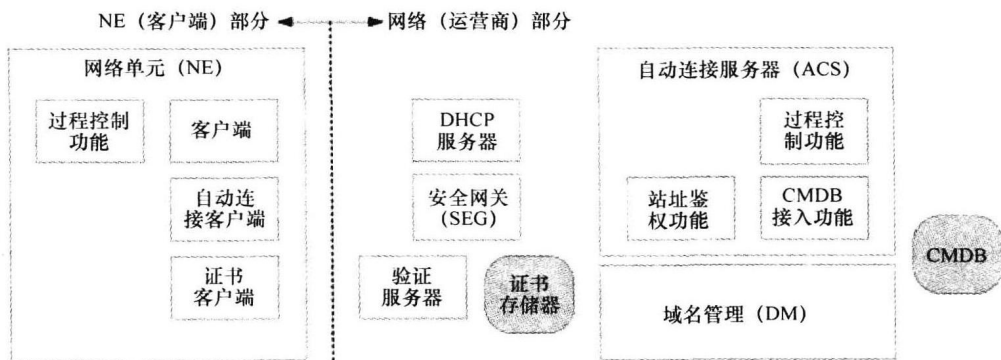 NE（客户端）部分
网络（运营商）部分
网络单元（NE）
过程控制
功能
客户端
自动连
接客户端
证书
客户端
DHCP
服务器
安全网关
(SEG)
验证
服务器
证书
存储器
自动连接服务器（ACS）
过程控
制功能
站址鉴
权功能
CMDB
接入功能
域名管理（DM）
CMDB